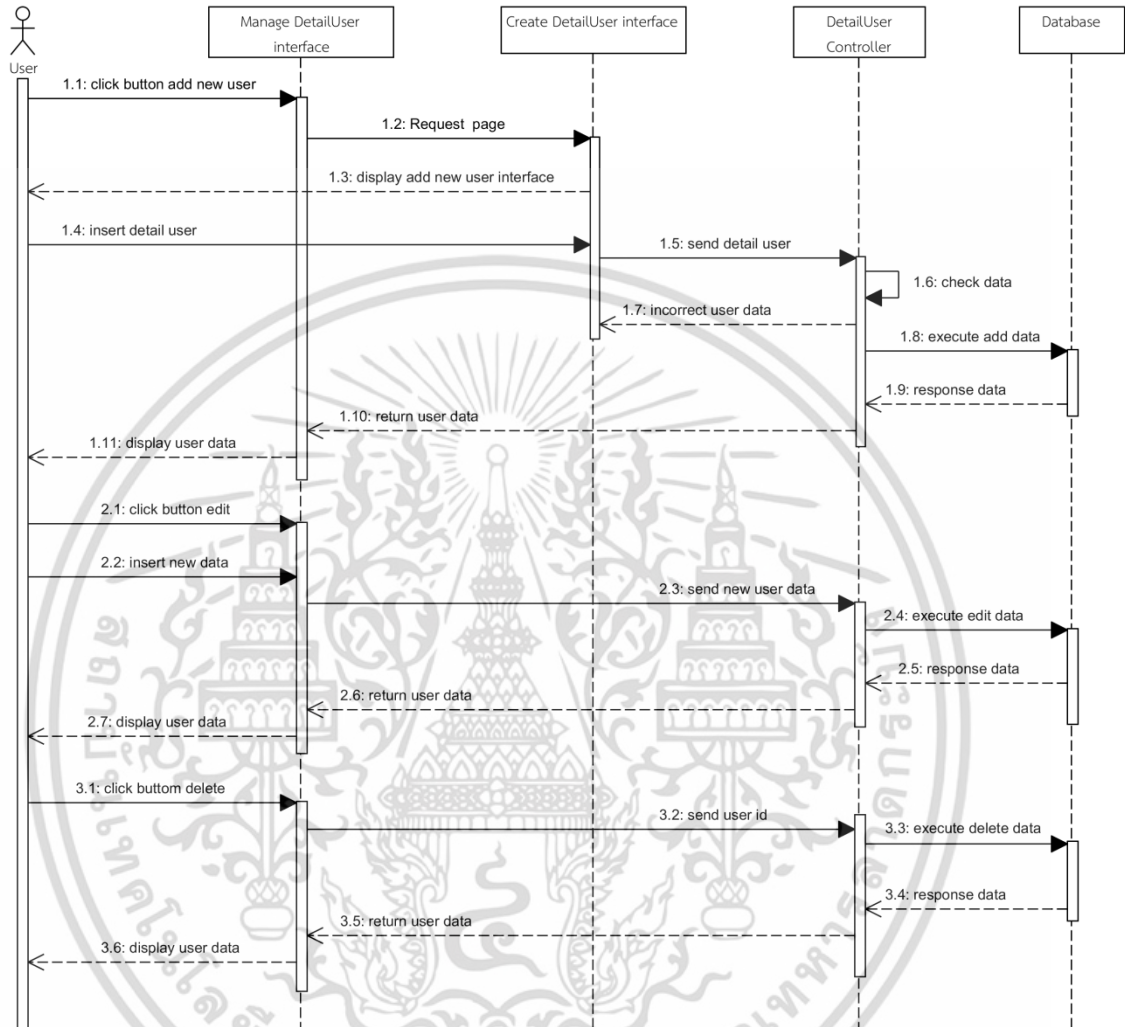 Manage DetailUser
interface
Create DetailUser interface
DetailUser
Controller
Database
User
1.1: click button add new user
1.2: Request page
1.3: display add new user interface
1.4: insert detail user
1.5: send detail user
1.6: check data
1.7: incorrect user data
1.8: execute add data
1.9: response data
1.10: return user data
1.11: display user data
2.1: click button edit
2.2: insert new data
2.3: send new user data
2.4: execute edit data
2.5: response data
2.6: return user data
2.7: display user data
3.1: click buttom delete
3.2: send user id
3.3: execute delete data
3.4: response data
3.5: return user data
3.6: display user data